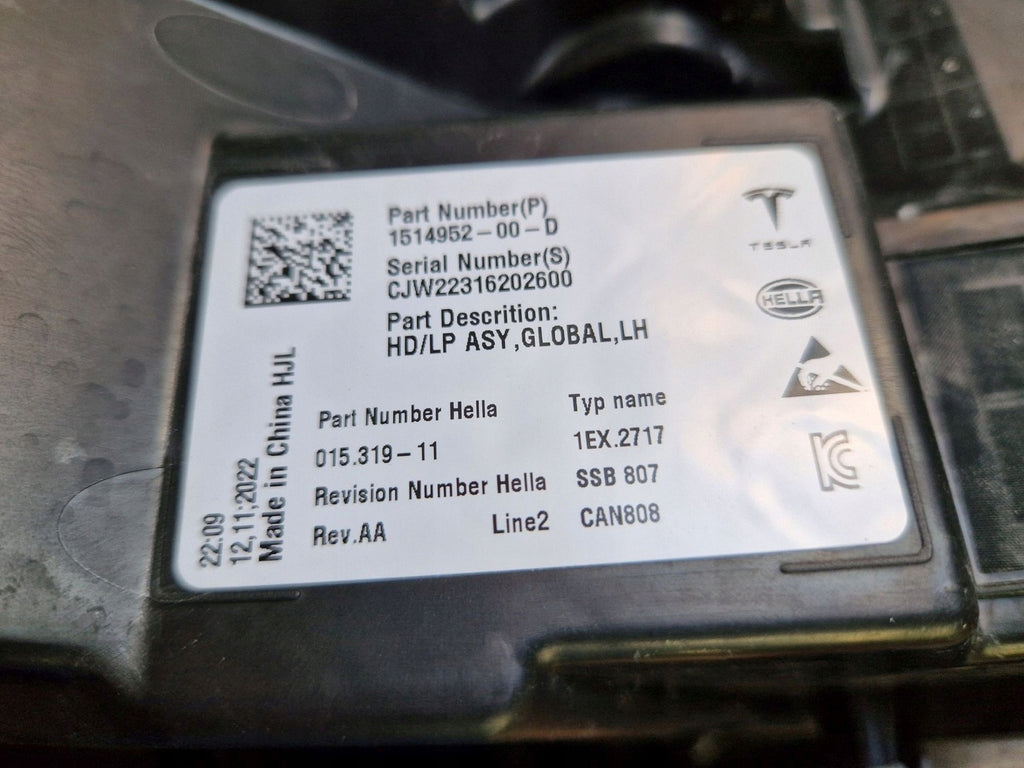 Part Number(P)
1514952-00-D
Serial Number(S)
CJW22316202600
Part Descrition:
HD/LP ASY,GLOBAL,LH
Part Number Hella
015.319-11
Revision Number Hella
Rev.AA
Line2
Typ name
1EX.2717
SSB 807
CAN808
22:09
12,11;2022
Made in China HJL
TESLA
HELLA
KC